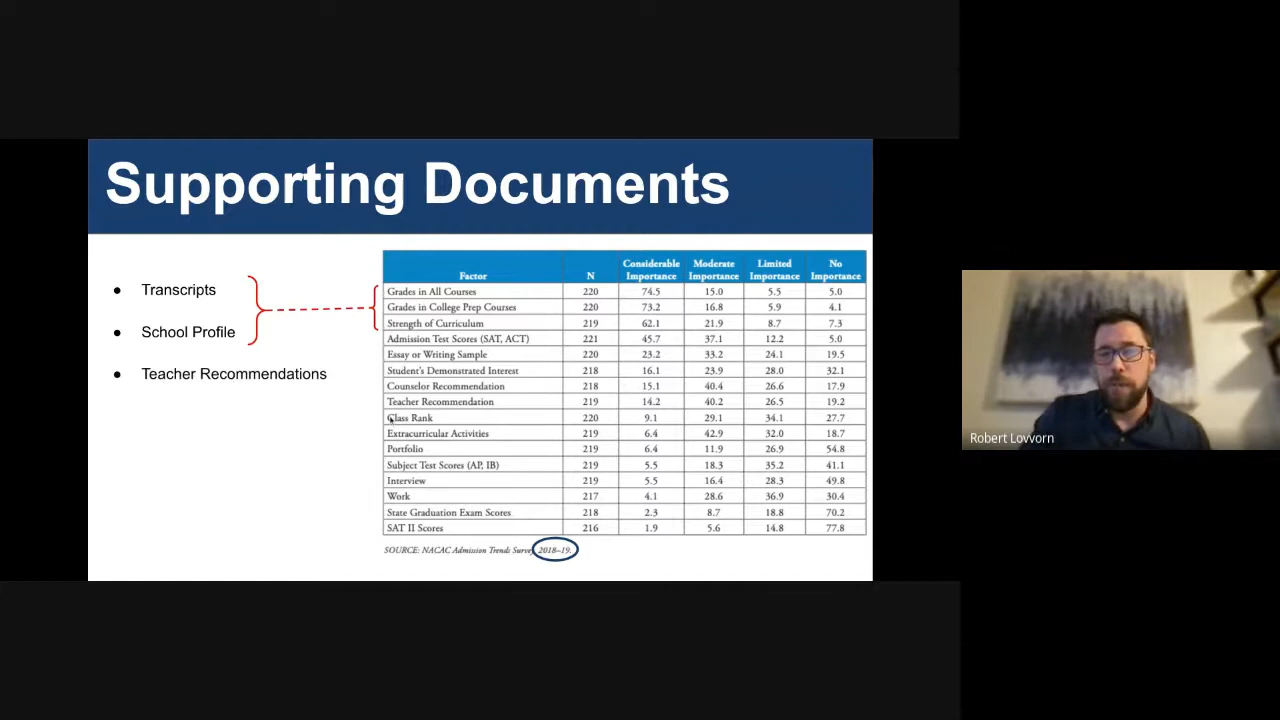 Supporting Documents
● Transcripts
● School Profile
● Teacher Recommendations
Factor N Considerable Importance Moderate Importance Limited Importance No Importance
Grades in All Courses 220 74.5 15.0 5.5 5.0
Grades in College Prep Courses 220 73.2 16.8 5.9 4.1
Strength of Curriculum 219 62.1 21.9 8.7 7.3
Admission Test Scores (SAT, ACT) 221 45.7 37.1 12.2 5.0
Essay or Writing Sample 220 23.2 33.2 24.1 19.5
Student's Demonstrated Interest 218 16.1 23.9 28.0 32.1
Counselor Recommendation 218 15.1 40.4 26.6 17.9
Teacher Recommendation 219 14.2 40.2 26.5 19.2
Class Rank 220 9.1 29.1 34.1 27.7
Extracurricular Activities 219 6.4 42.9 32.0 18.7
Portfolio 219 6.4 11.9 26.9 54.8
Subject Test Scores (AP, IB) 219 5.5 18.3 35.2 41.1
Interview 219 5.5 16.4 28.3 49.8
Work 217 4.1 28.6 36.9 30.4
State Graduation Exam Scores 218 2.3 8.7 18.8 70.2
SAT II Scores 216 1.9 5.6 14.8 77.8
SOURCE: NACAC Admission Trends Survey, 2018–19.
Robert Lovvorn